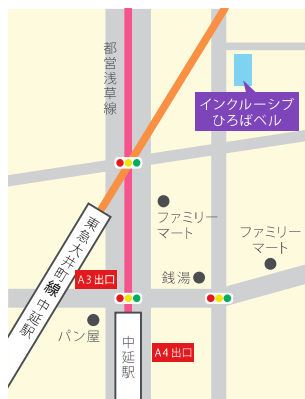 都営浅草線
インクルーシブ
ひろばベル
ファミリー
マート
ファミリー
マート
東急大井町線中延駅
A3出口
銭湯
パン屋
中延駅
A4出口